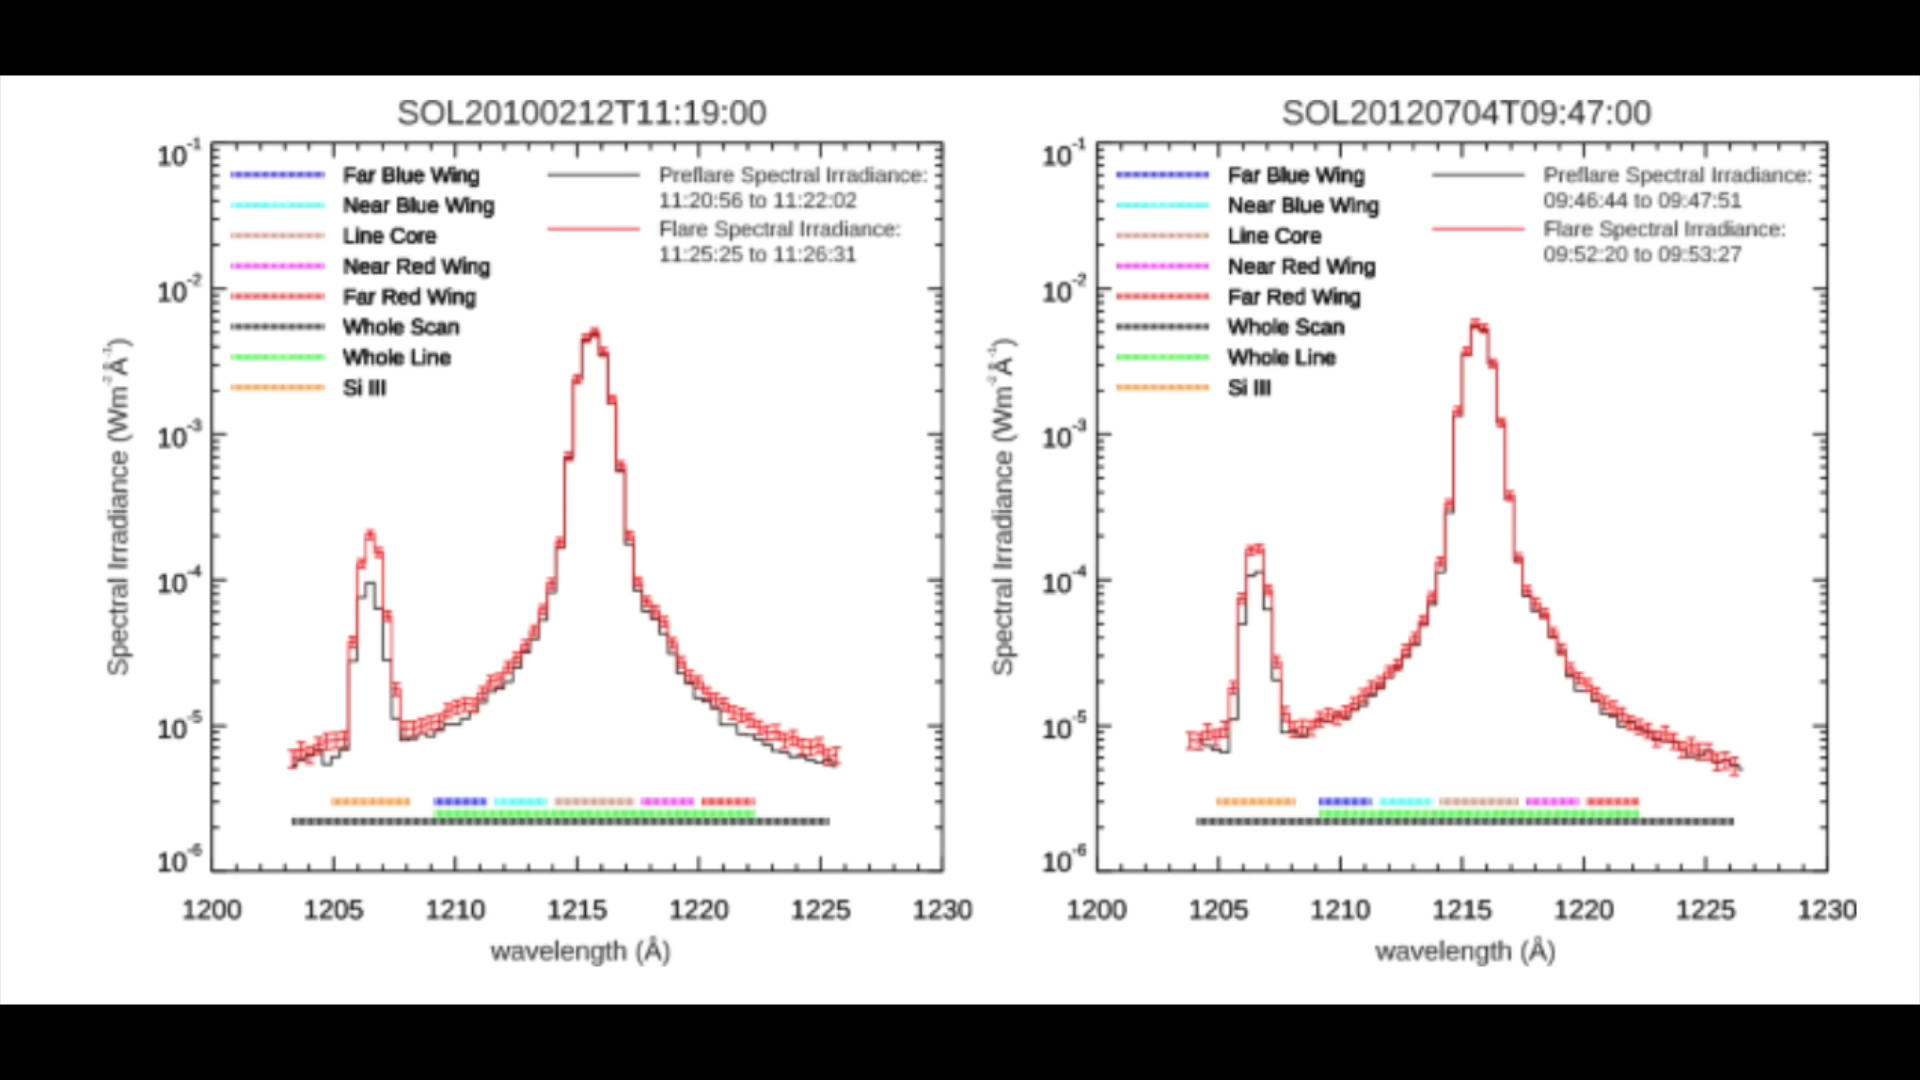 SOL20100212T11:19:00
10-1
10-2
10-3
10-4
10-5
10-6
Spectral Irradiance (Wm-2Å-1)
Far Blue Wing
Near Blue Wing
Line Core
Near Red Wing
Far Red Wing
Whole Scan
Whole Line
Si III
Preflare Spectral Irradiance:
11:20:56 to 11:22:02
Flare Spectral Irradiance:
11:25:25 to 11:26:31
1200 1205 1210 1215 1220 1225 1230
wavelength (Å)
SOL20120704T09:47:00
10-1
10-2
10-3
10-4
10-5
10-6
Spectral Irradiance (Wm-2Å-1)
Far Blue Wing
Near Blue Wing
Line Core
Near Red Wing
Far Red Wing
Whole Scan
Whole Line
Si III
Preflare Spectral Irradiance:
09:46:44 to 09:47:51
Flare Spectral Irradiance:
09:52:20 to 09:53:27
1200 1205 1210 1215 1220 1225 1230
wavelength (Å)